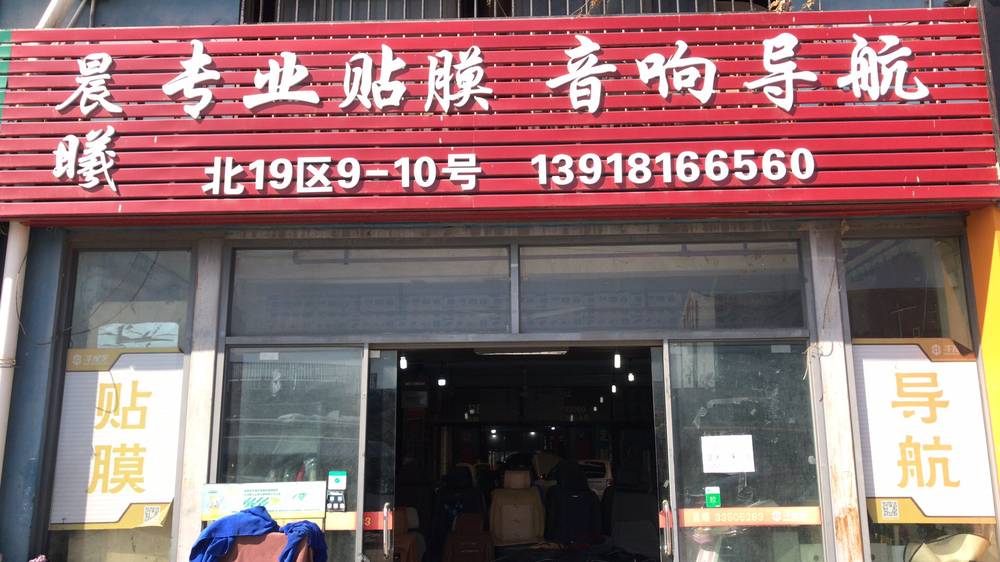 晨曦
专业贴膜 音响导航
北19区9-10号 13918166560
贴膜
导航
33505263